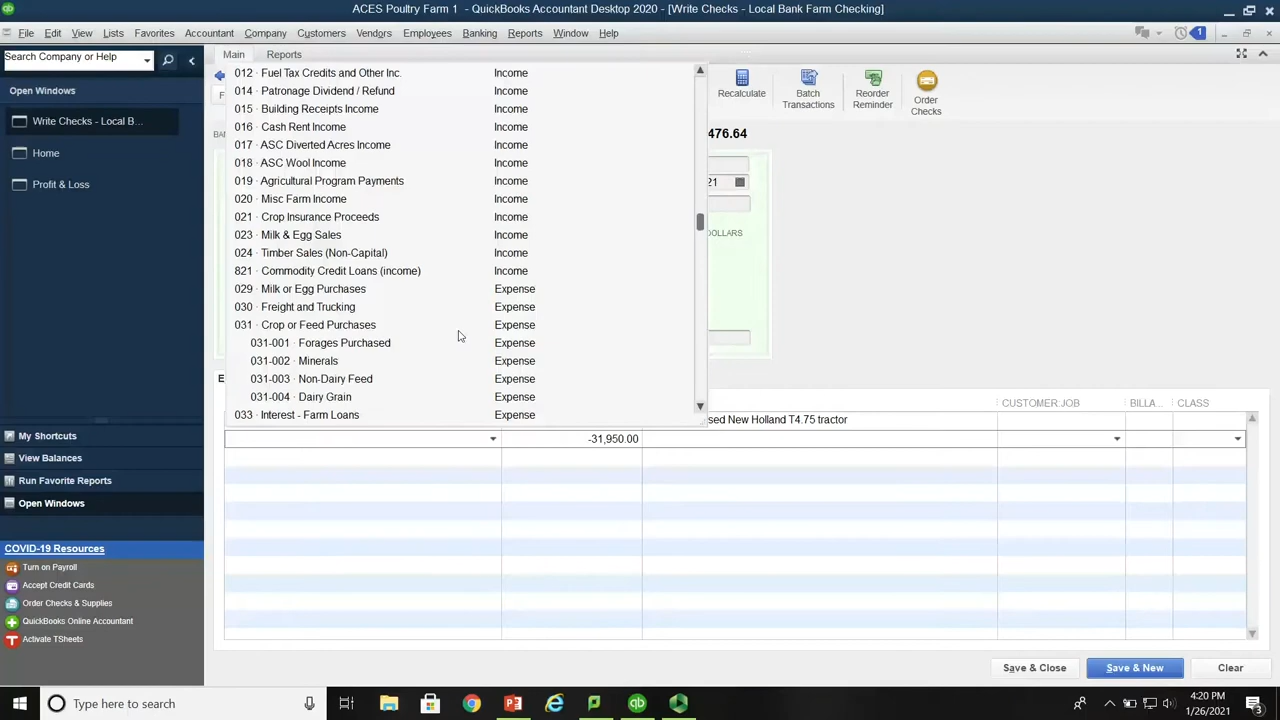 ACES Poultry Farm 1 - QuickBooks Accountant Desktop 2020 - [Write Checks - Local Bank Farm Checking]
File Edit View Lists Favorites Accountant Company Customers Vendors Employees Banking Reports Window Help
1
Search Company or Help
Open Windows
Write Checks - Local B...
Home
Profit & Loss
My Shortcuts
View Balances
Run Favorite Reports
Open Windows
COVID-19 Resources
Turn on Payroll
Accept Credit Cards
Order Checks & Supplies
QuickBooks Online Accountant
Activate TSheets
Main Reports
Recalculate
Batch Transactions
Reorder Reminder
Order Checks
476.64
21
DOLLARS
012 · Fuel Tax Credits and Other Inc. Income
014 · Patronage Dividend / Refund Income
015 · Building Receipts Income Income
016 · Cash Rent Income Income
017 · ASC Diverted Acres Income Income
018 · ASC Wool Income Income
019 · Agricultural Program Payments Income
020 · Misc Farm Income Income
021 · Crop Insurance Proceeds Income
023 · Milk & Egg Sales Income
024 · Timber Sales (Non-Capital) Income
821 · Commodity Credit Loans (income) Income
029 · Milk or Egg Purchases Expense
030 · Freight and Trucking Expense
031 · Crop or Feed Purchases Expense
031-001 · Forages Purchased Expense
031-002 · Minerals Expense
031-003 · Non-Dairy Feed Expense
031-004 · Dairy Grain Expense
033 · Interest - Farm Loans Expense
CUSTOMER:JOB BILLA... CLASS
sed New Holland T4.75 tractor
-31,950.00
Save & Close Save & New Clear
Type here to search
4:20 PM
1/26/2021
3